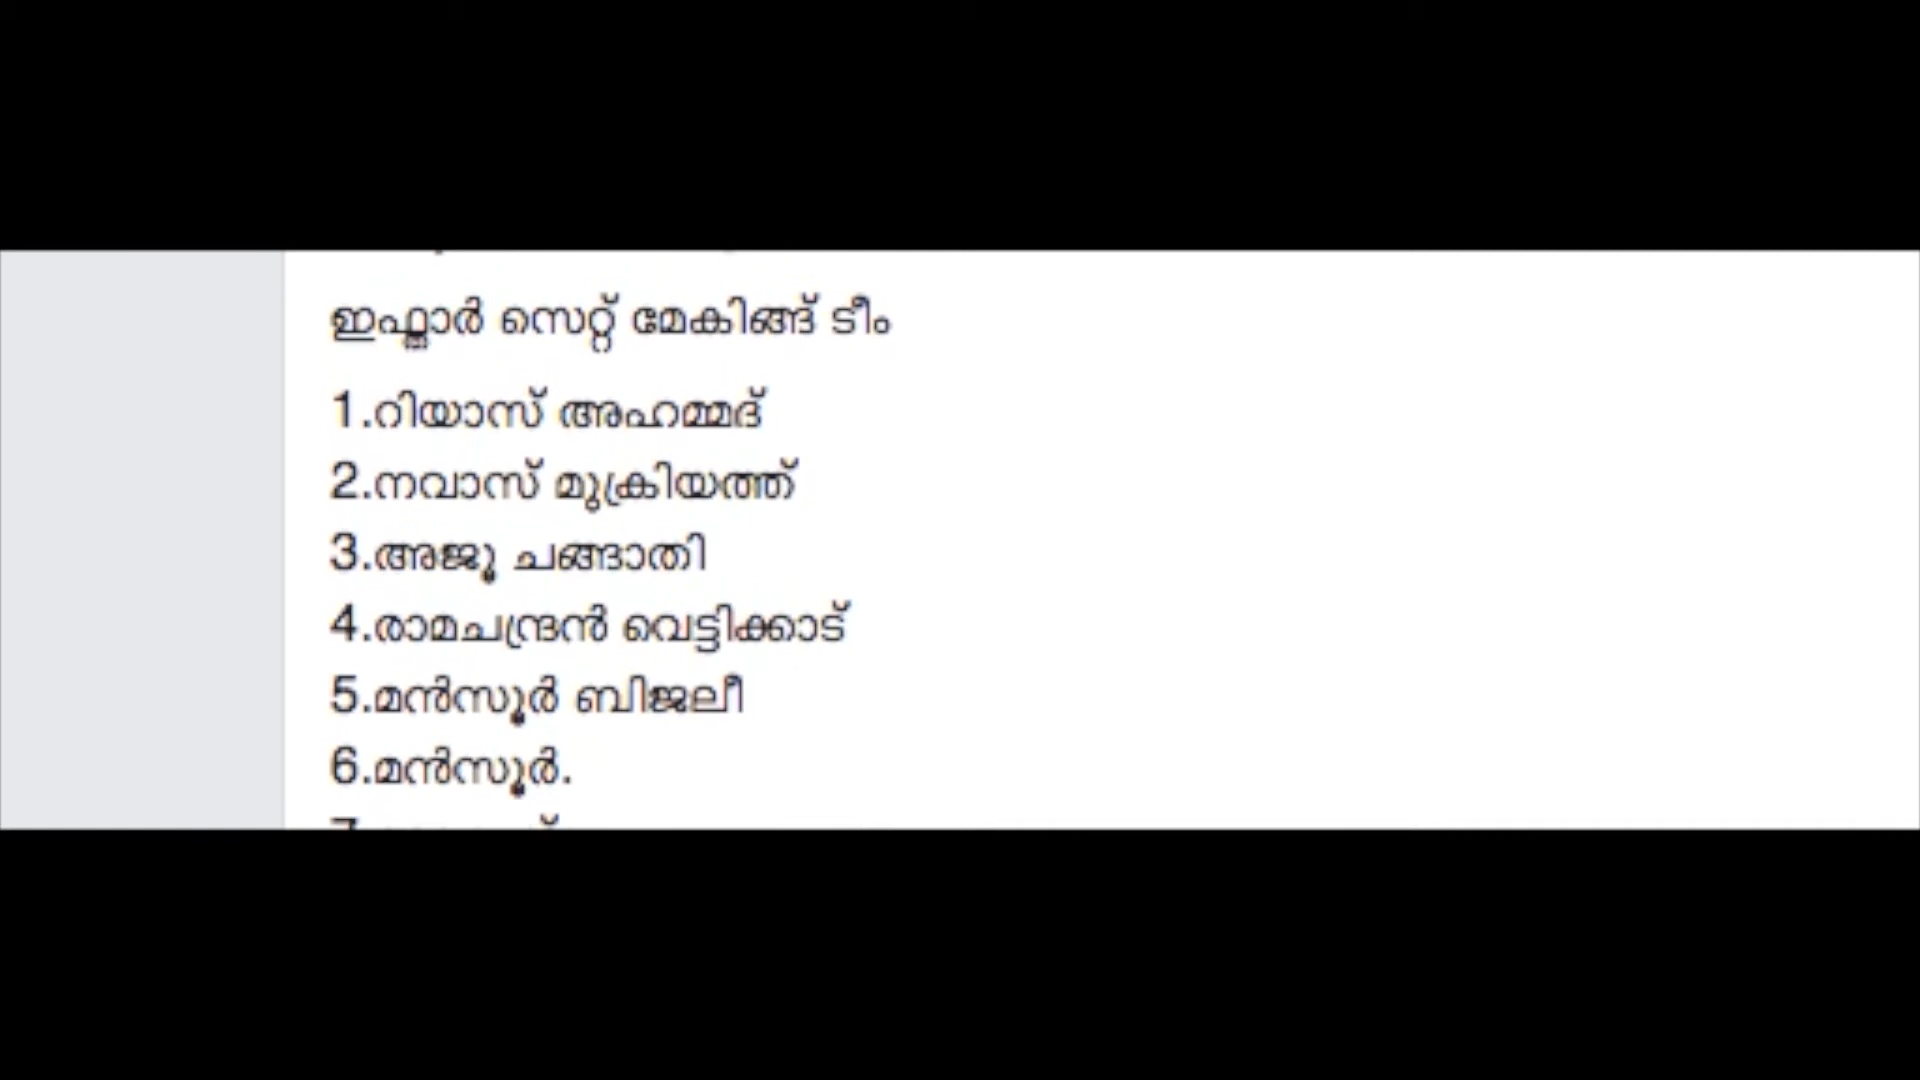 ഇഫ്താർ സെറ്റ് മേകിങ്ങ് ടീം
1.റിയാസ് അഹമ്മദ്
2.നവാസ് മുക്രിയത്ത്
3.അജൂ ചങ്ങാതി
4.രാമചന്ദ്രൻ വെട്ടിക്കാട്
5.മൻസൂർ ബിജലീ
6.മൻസൂർ.